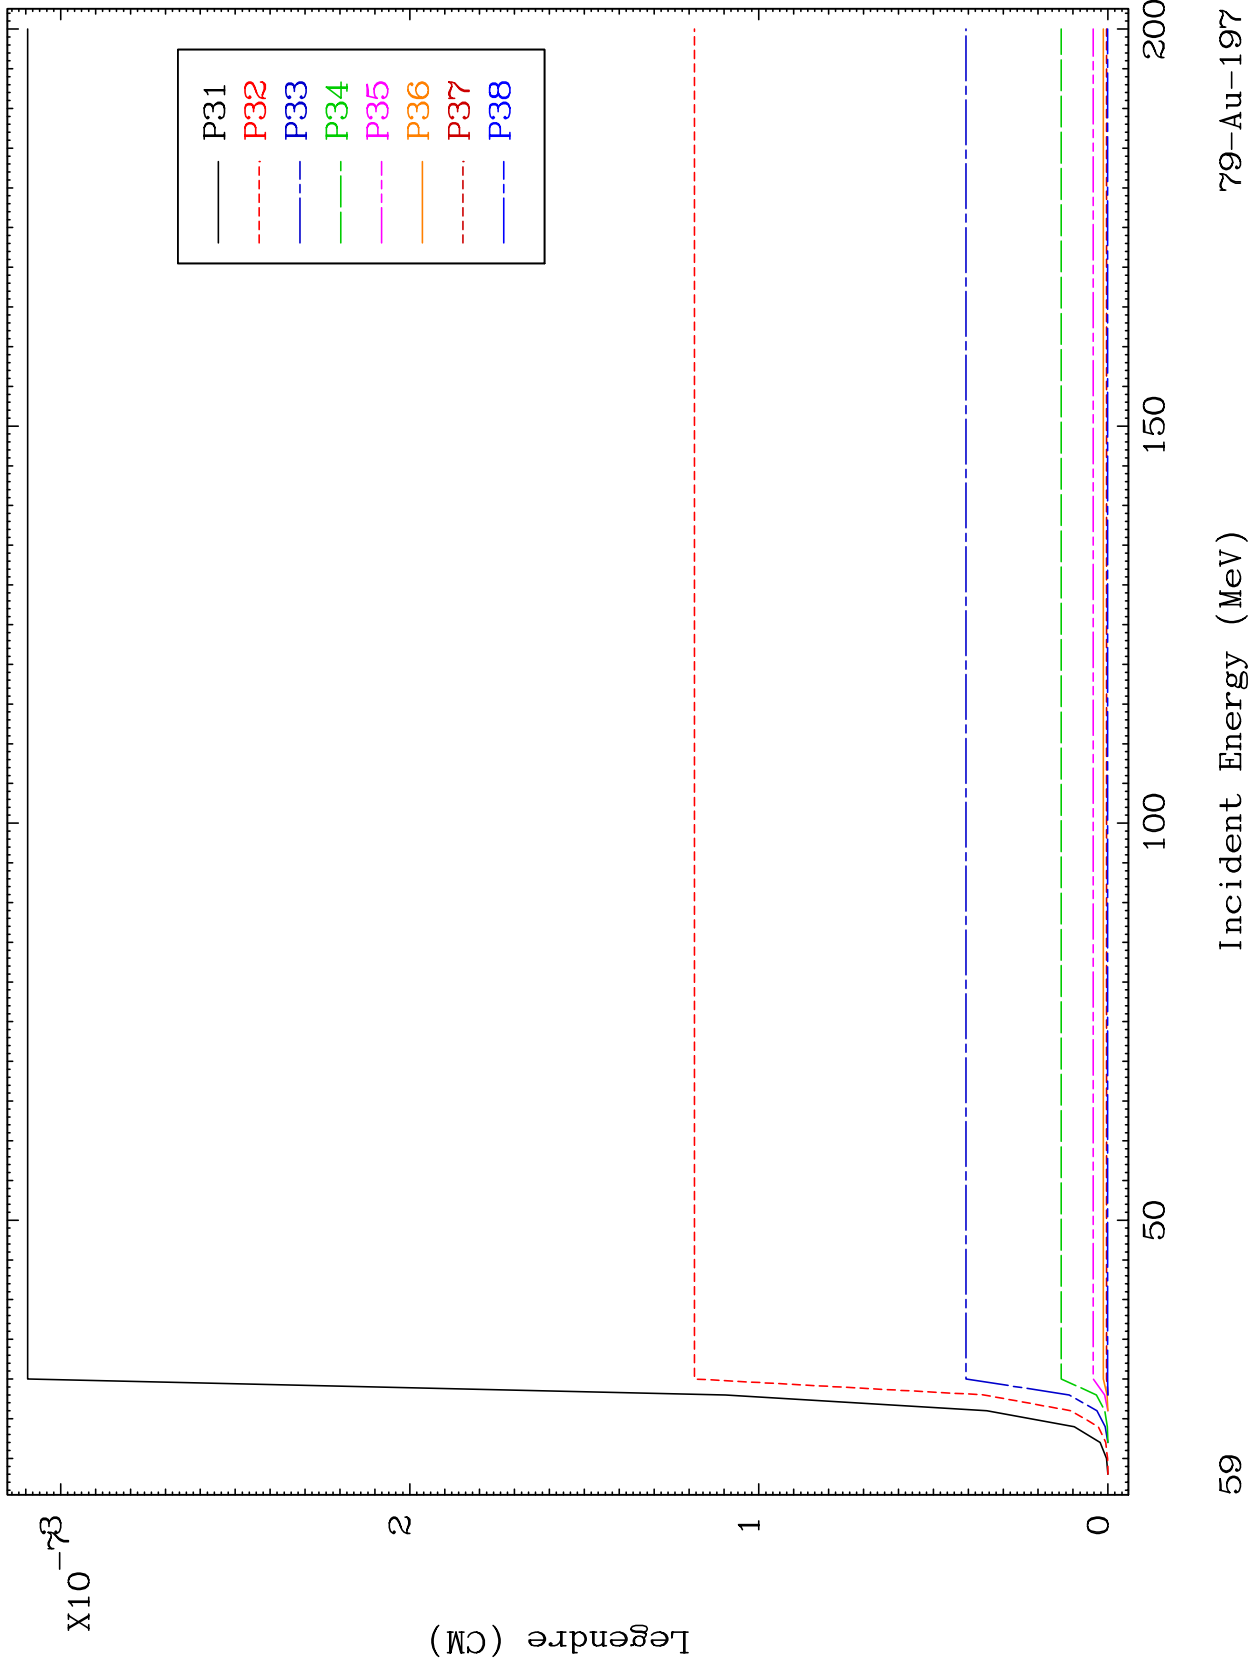 X10
-7
3
2
1
0
Legendre (CM)
P31
P32
P33
P34
P35
P36
P37
P38
50
100
150
200
59
Incident Energy (MeV)
79-Au-197